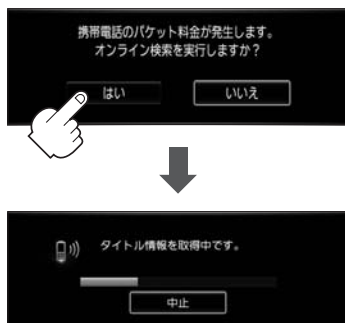 携帯電話のパケット料金が発生します。
オンライン検索を実行しますか？
はい
いいえ
タイトル情報を取得中です。
中止